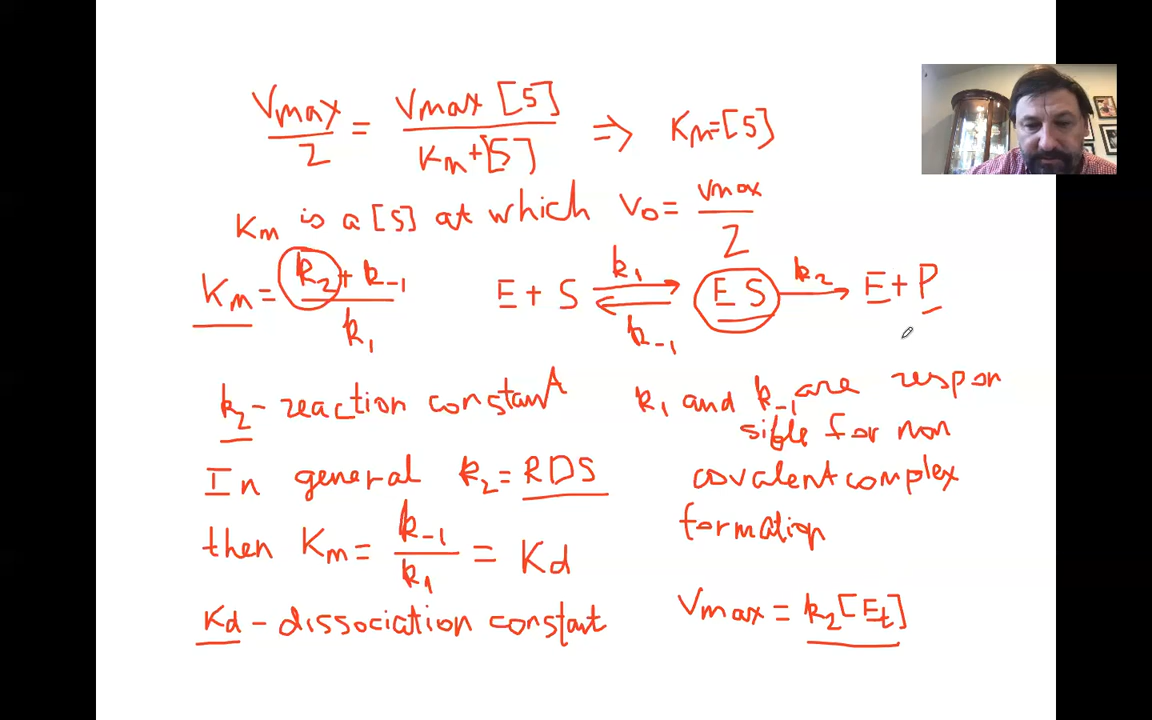 Vmax/2 = Vmax [S]/Km+[S] ⇒ Km=[S]
Km is a [S] at which V0 = Vmax/2
Km = k2 + k-1/k1
E + S k1 k-1 ES k2 E + P
k2 - reaction constant
In general k2 = RDS
then Km = k-1/k1 = Kd
Kd - dissociation constant
k1 and k-1 are respon
sible for non
covalent complex
formation
Vmax = k2[Et]